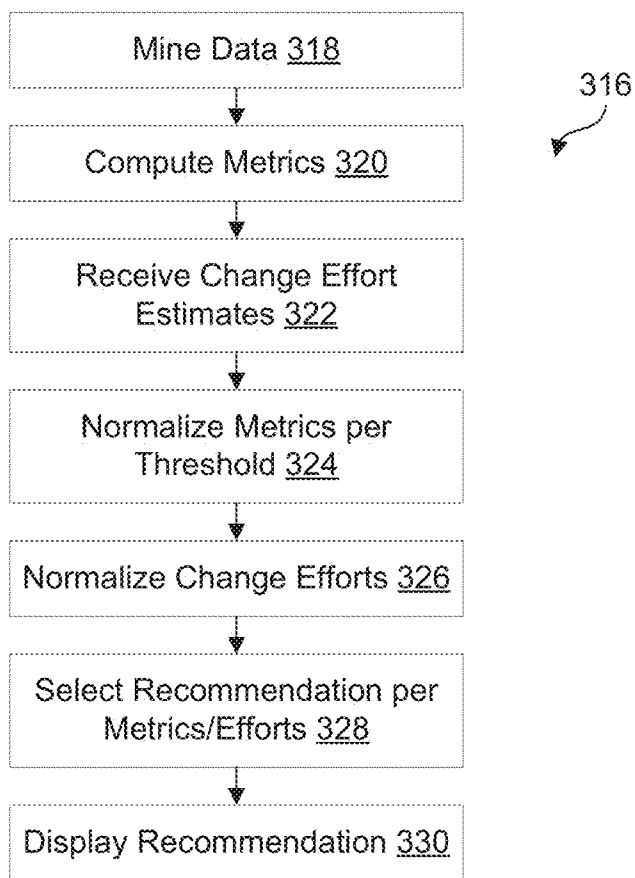 Mine Data 318
316
Compute Metrics 320
Receive Change Effort
Estimates 322
Normalize Metrics per
Threshold 324
Normalize Change Efforts 326
Select Recommendation per
Metrics/Efforts 328
Display Recommendation 330